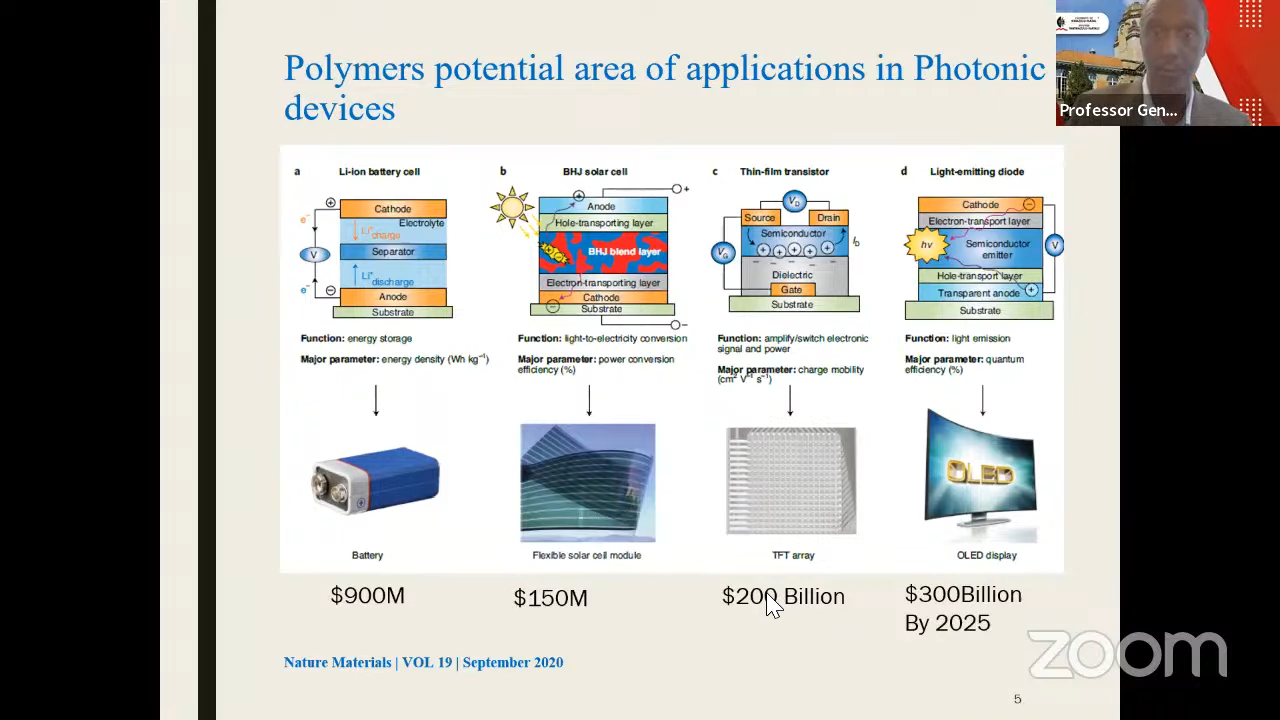 Polymers potential area of applications in Photonic
devices
Professor Gen...
a Li-ion battery cell
b BHJ solar cell
c Thin-film transistor
d Light-emitting diode
Cathode
Electrolyte
Li+ charge
Separator
Li+ discharge
Anode
Substrate
e−
V
e−
+
−
Anode
Hole-transporting layer
BHJ blend layer
Electron-transporting layer
Cathode
Substrate
+
−
VD
Source
Drain
Semiconductor
ID
VG
+ + + + +
Dielectric
Gate
Substrate
Cathode
Electron-transport layer
hν
Semiconductor
emitter
V
Hole-transport layer
Transparent anode
Substrate
Function: energy storage
Major parameter: energy density (Wh kg−1)
Function: light-to-electricity conversion
Major parameter: power conversion
efficiency (%)
Function: amplify/switch electronic
signal and power
Major parameter: charge mobility
(cm2 V−1 s−1)
Function: light emission
Major parameter: quantum
efficiency (%)
OLED
Battery
Flexible solar cell module
TFT array
OLED display
$900M
$150M
$200 Billion
$300Billion
By 2025
zoom
Nature Materials | VOL 19 | September 2020
5